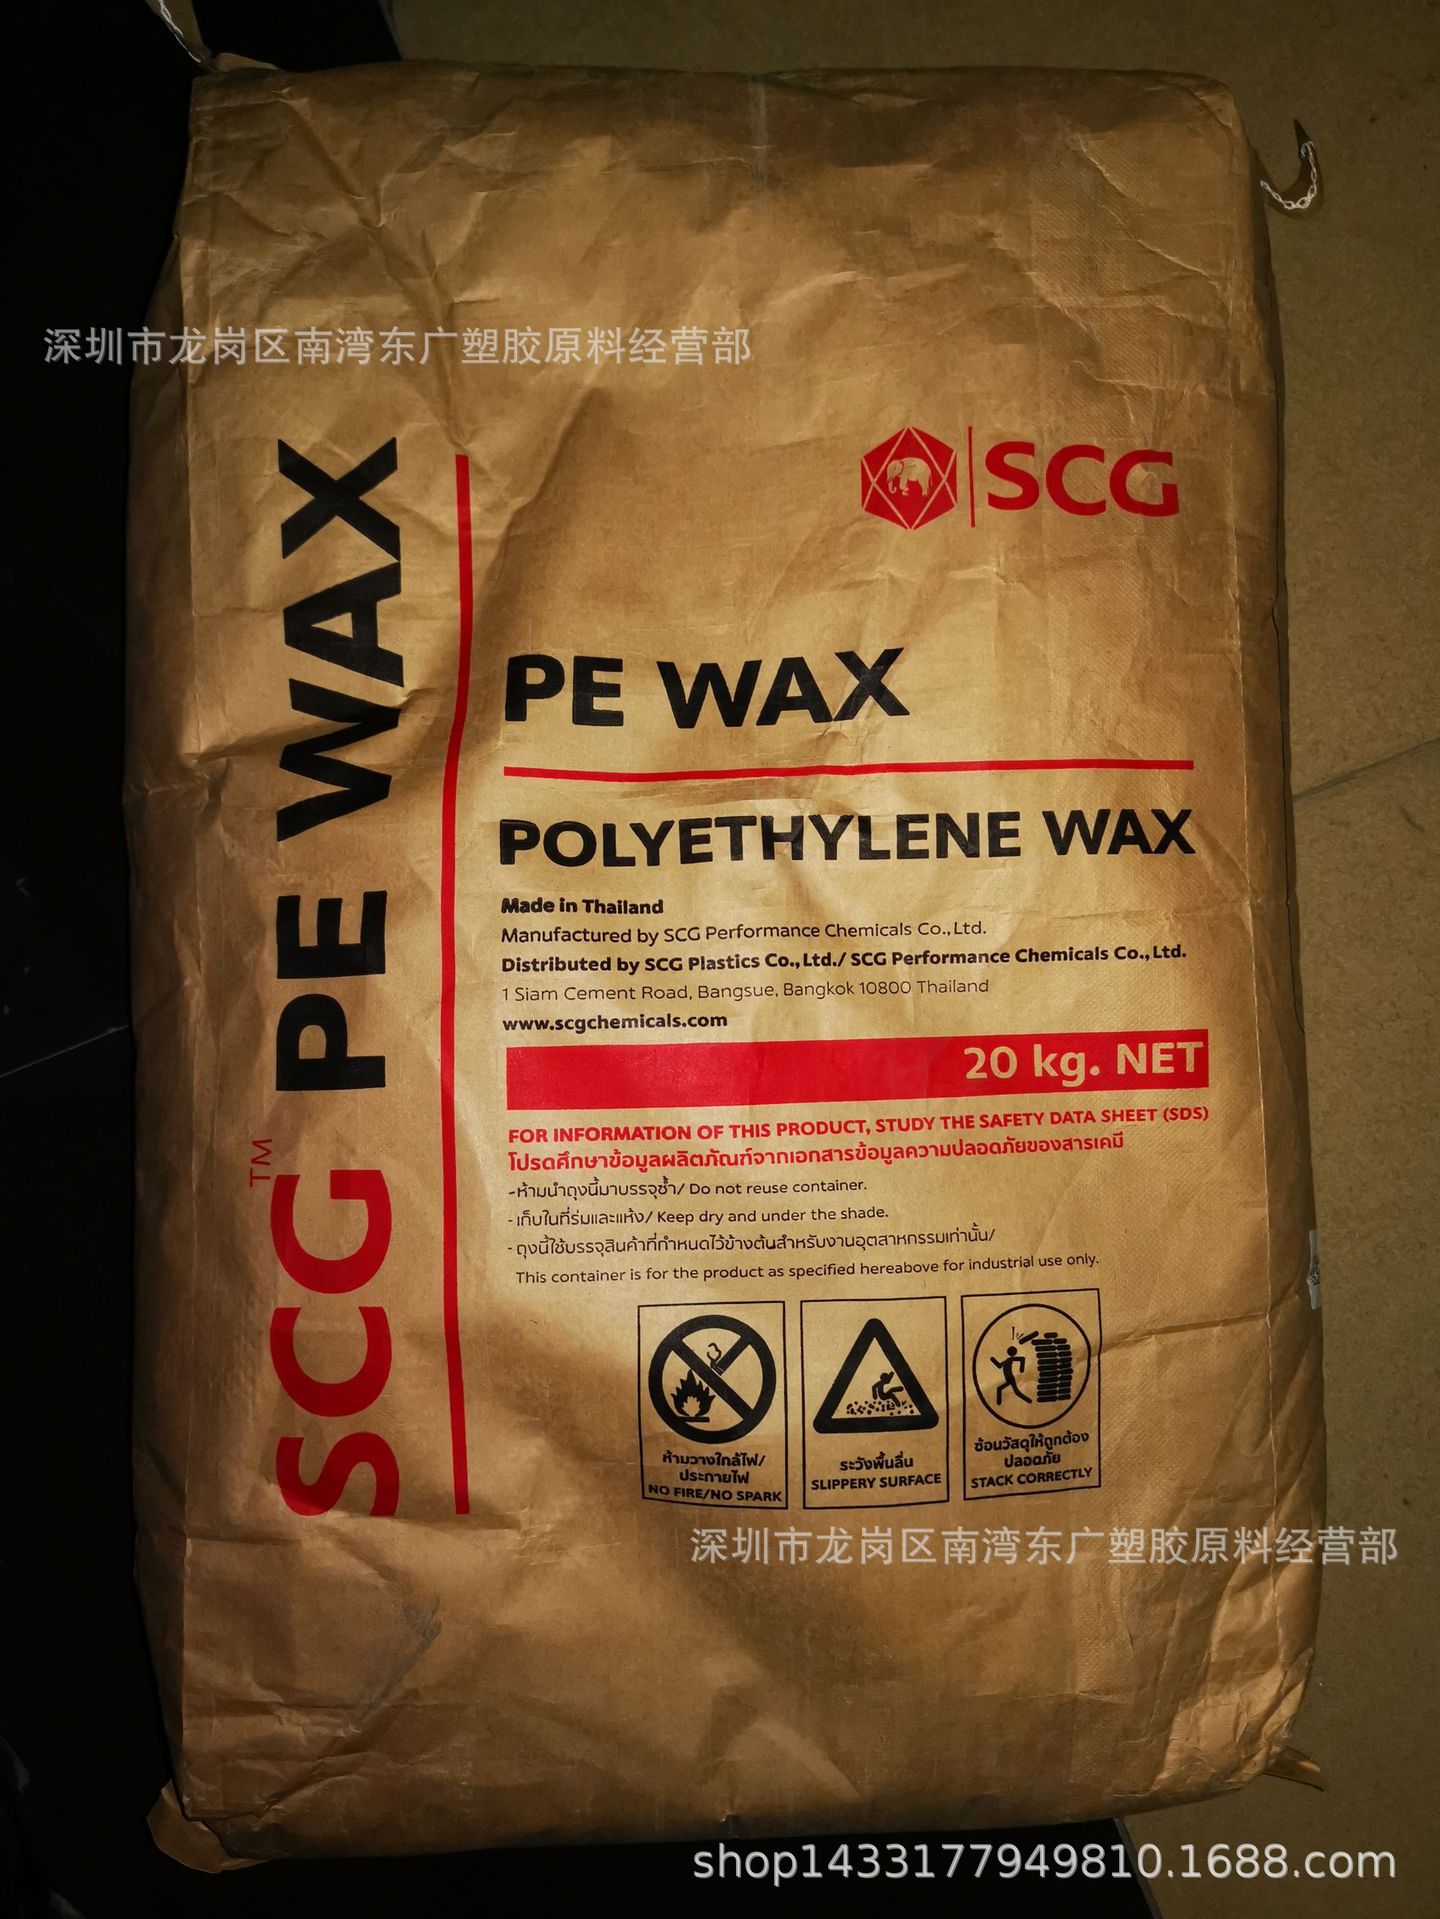 深圳市龙岗区南湾东广塑胶原料经营部
SCG™ PE WAX
SCG
PE WAX
POLYETHYLENE WAX
Made in Thailand
Manufactured by SCG Performance Chemicals Co., Ltd.
Distributed by SCG Plastics Co., Ltd./ SCG Performance Chemicals Co., Ltd.
1 Siam Cement Road, Bangsue, Bangkok 10800 Thailand
www.scgchemicals.com
20 kg. NET
FOR INFORMATION OF THIS PRODUCT, STUDY THE SAFETY DATA SHEET (SDS)
โปรดศึกษาข้อมูลผลิตภัณฑ์จากเอกสารข้อมูลความปลอดภัยของสารเคมี
-ห้ามนำถุงนี้มาบรรจุซ้ำ/ Do not reuse container.
- เก็บในที่ร่มและแห้ง/ Keep dry and under the shade.
- ถุงนี้ใช้บรรจุสินค้าที่กำหนดไว้ข้างต้นสำหรับงานอุตสาหกรรมเท่านั้น/
This container is for the product as specified hereabove for industrial use only.
ห้ามวางใกล้ไฟ/
ประกายไฟ
NO FIRE/NO SPARK
ระวังพื้นลื่น
SLIPPERY SURFACE
ซ้อนวัสดุให้ถูกต้อง
ปลอดภัย
STACK CORRECTLY
深圳市龙岗区南湾东广塑胶原料经营部
shop1433177949810.1688.com